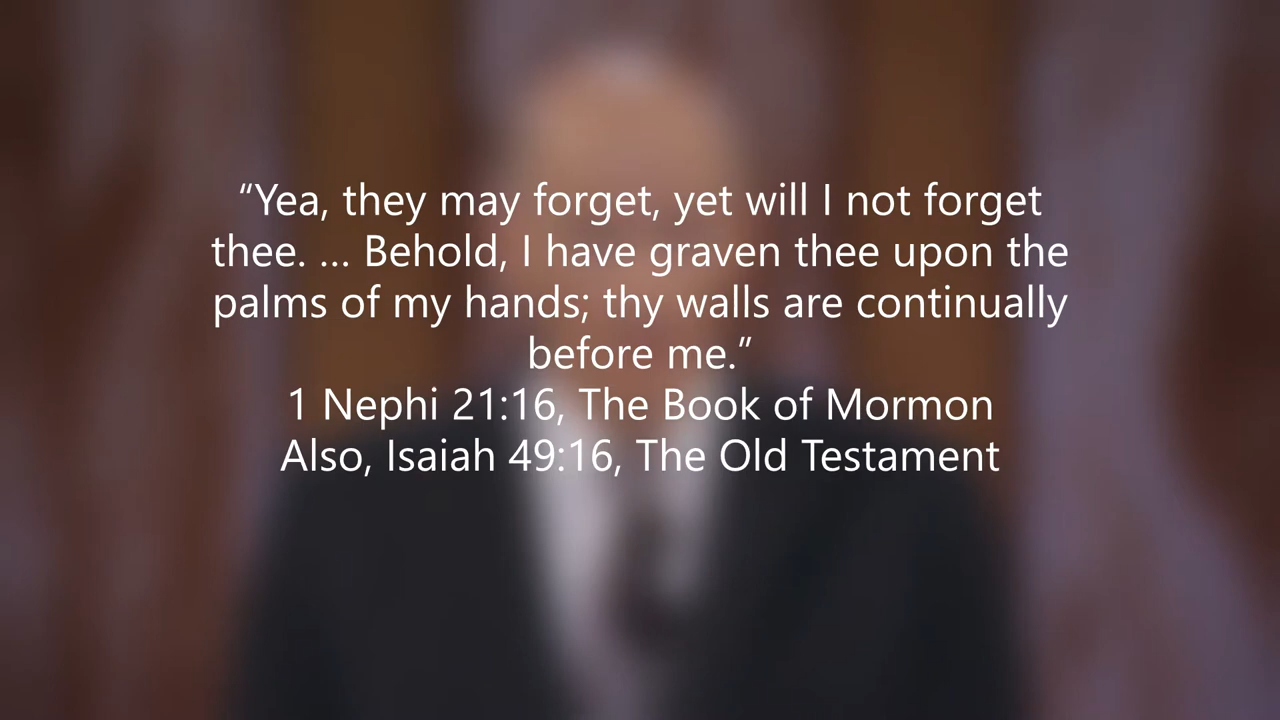 “Yea, they may forget, yet will I not forget
thee. … Behold, I have graven thee upon the
palms of my hands; thy walls are continually
before me.”
1 Nephi 21:16, The Book of Mormon
Also, Isaiah 49:16, The Old Testament